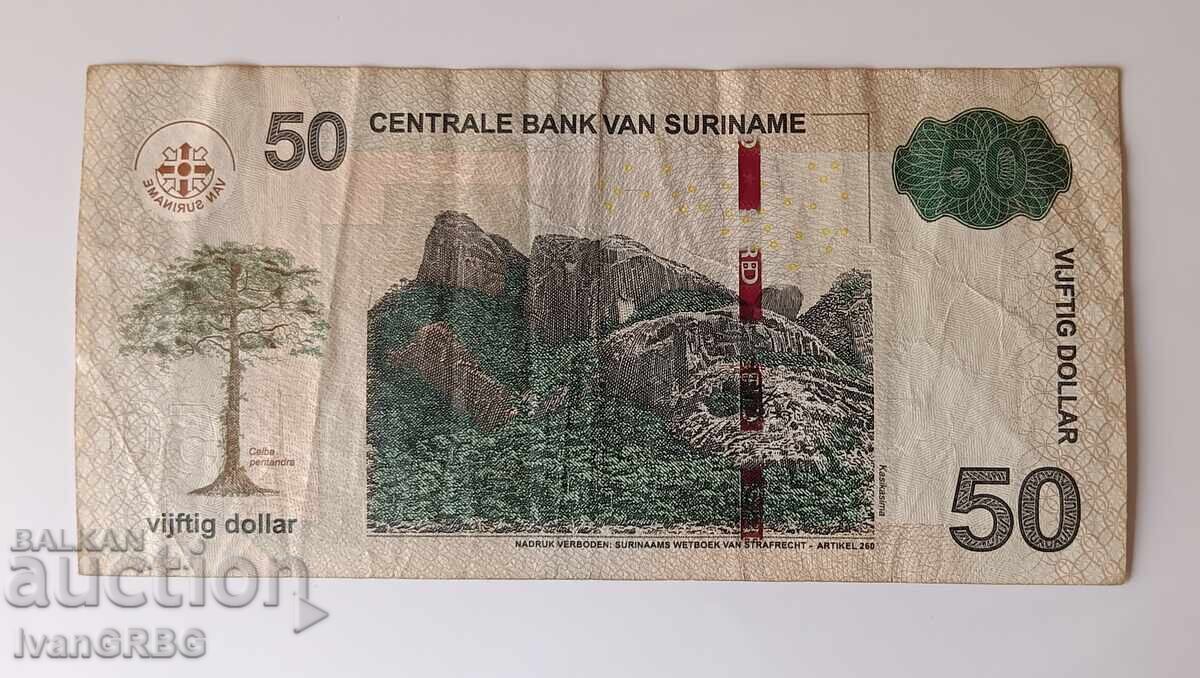 50 CENTRALE BANK VAN SURINAME
50
VAN SURINAME
VIJFTIG DOLLAR
Ceiba
pentandra
vijftig dollar
Kassikasima
50
NADRUK VERBODEN: SURINAAMS WETBOEK VAN STRAFRECHT - ARTIKEL 260
BALKAN
auction
IvanGRBG